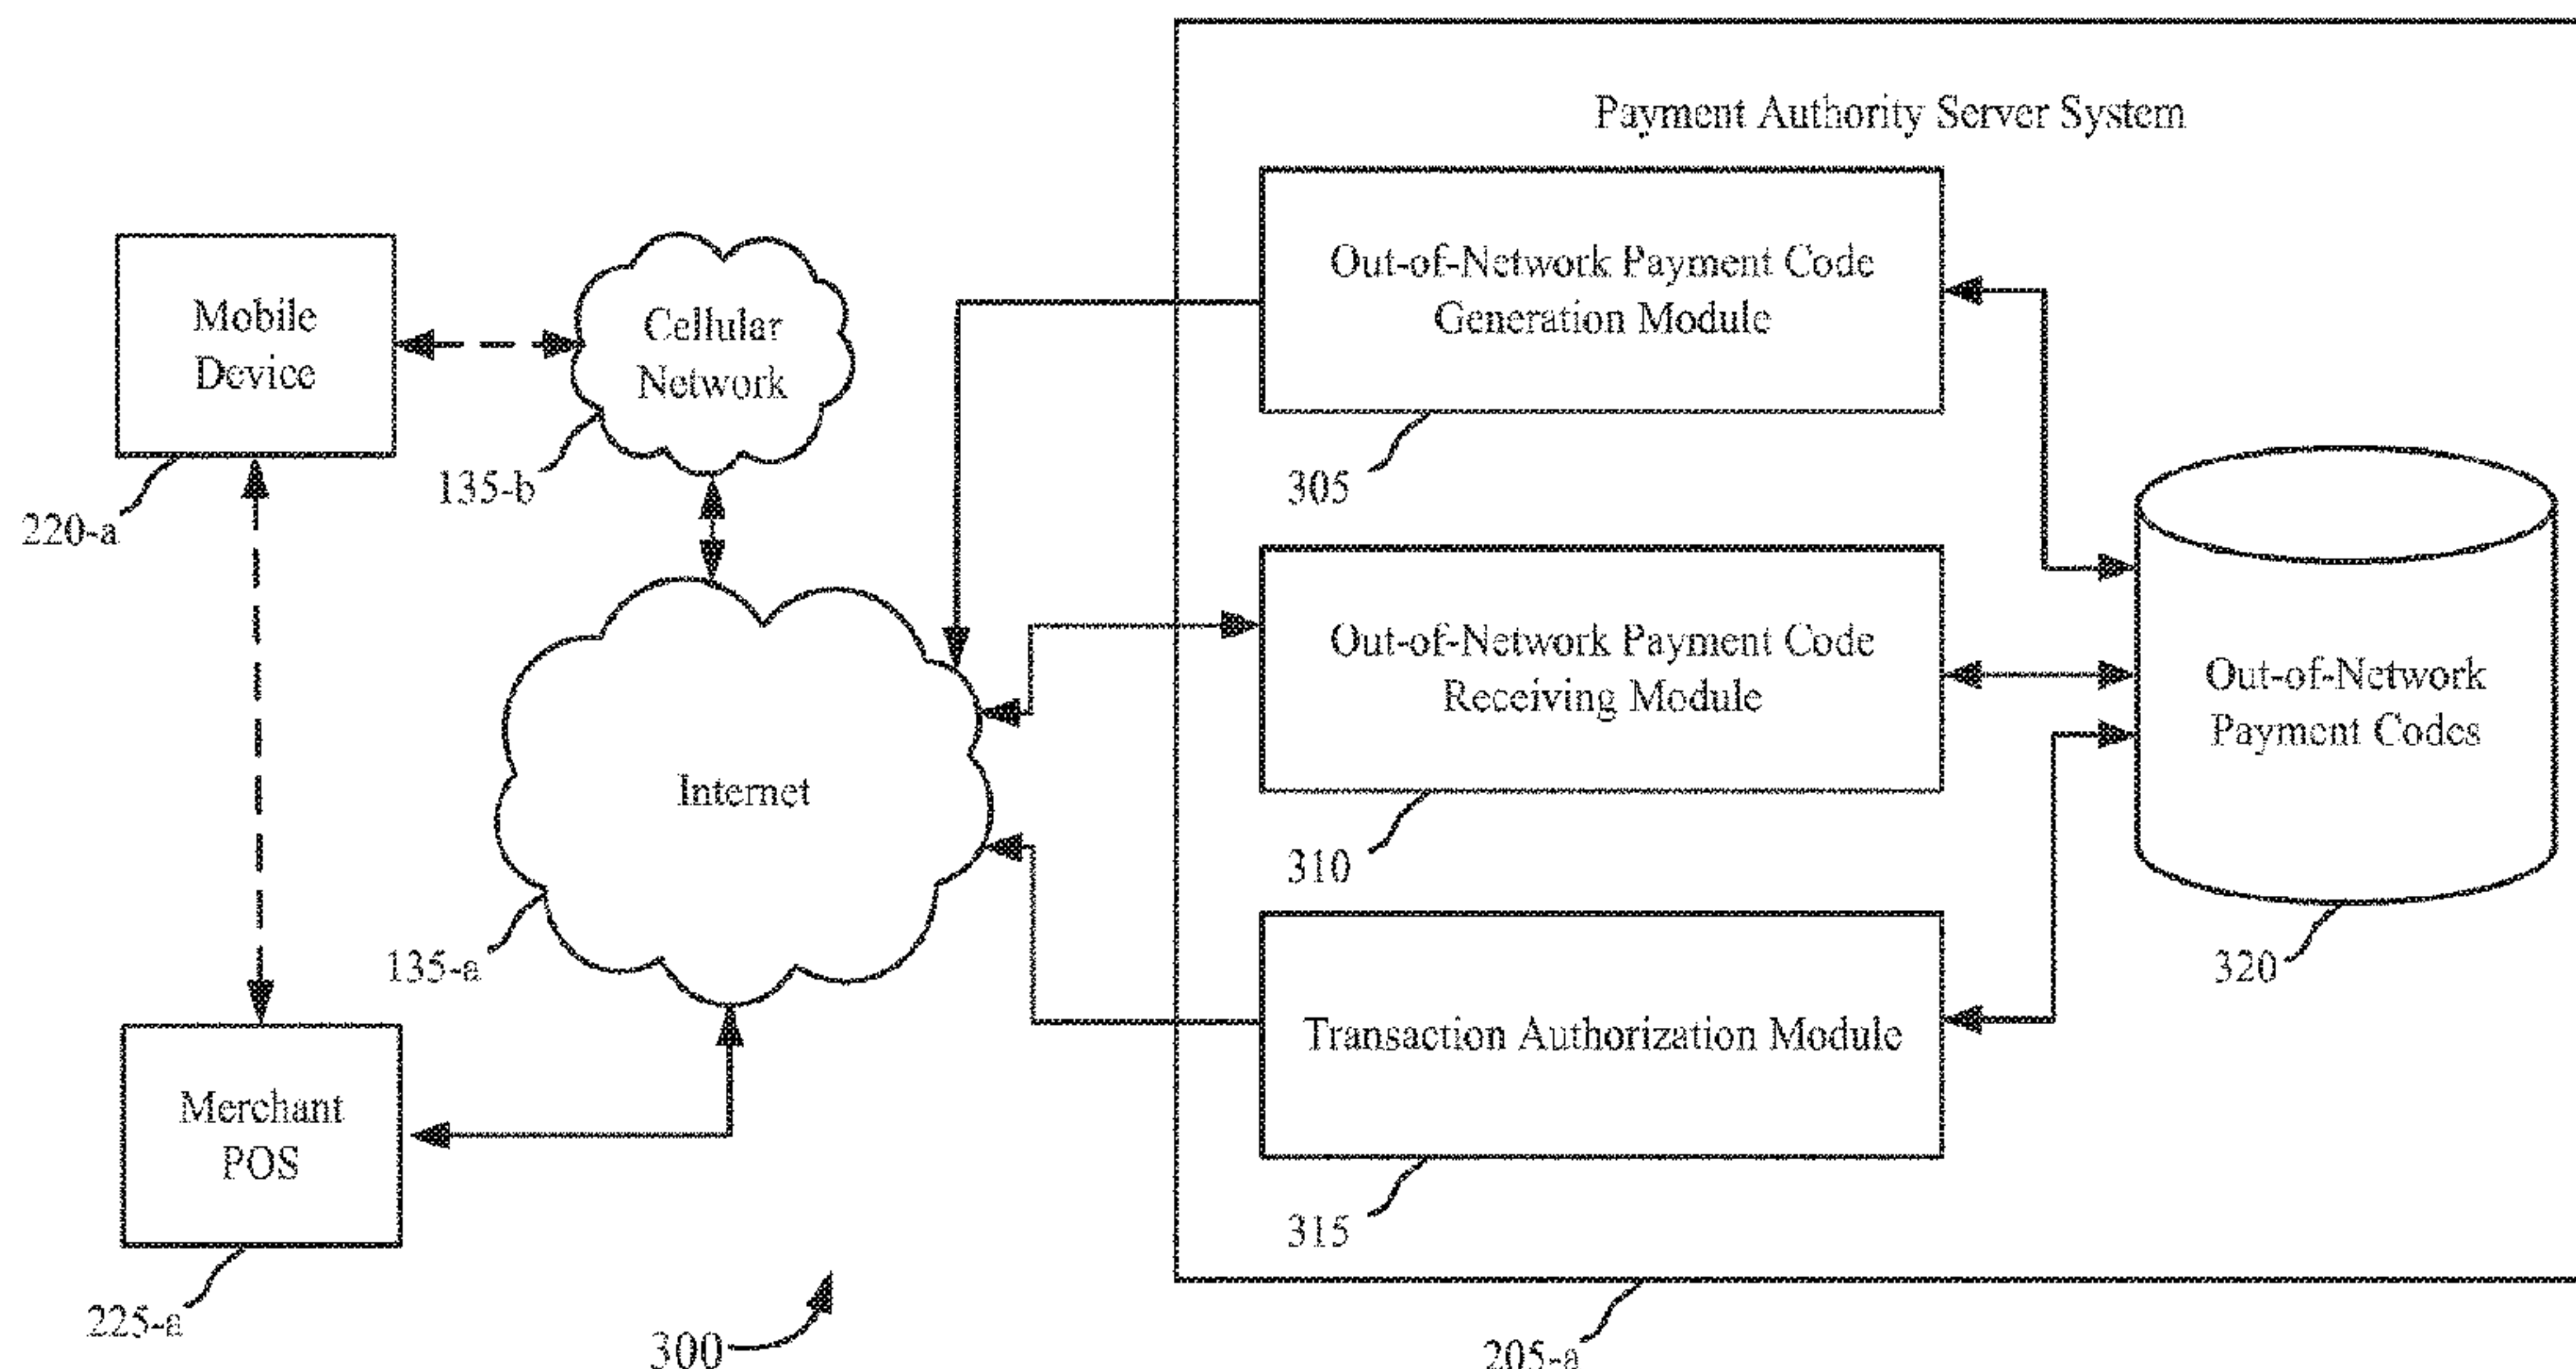 Payment Authority Server System
Out-of-Network Payment Code
Generation Module
305
Mobile
Device
220-a
Cellular
Network
135-b
Internet
135-a
Out-of-Network Payment Code
Receiving Module
310
Out-of-Network
Payment Codes
320
Transaction Authorization Module
315
Merchant
POS
225-a
300
205-a